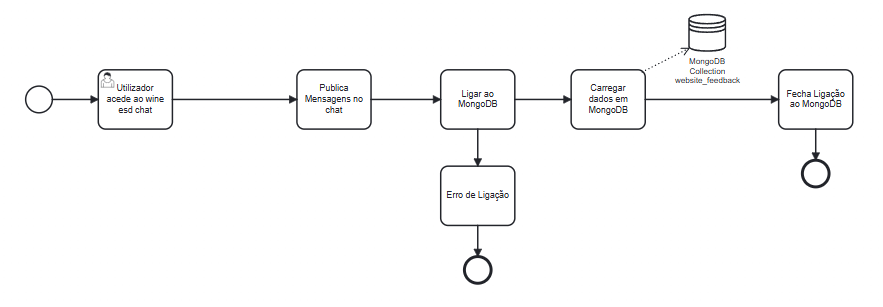 Utilizador
acede ao wine
esd chat
Publica
Mensagens no
chat
Ligar ao
MongoDB
Carregar
dados em
MongoDB
MongoDB
Collection
website_feedback
Fecha Ligação
ao MongoDB
Erro de Ligação